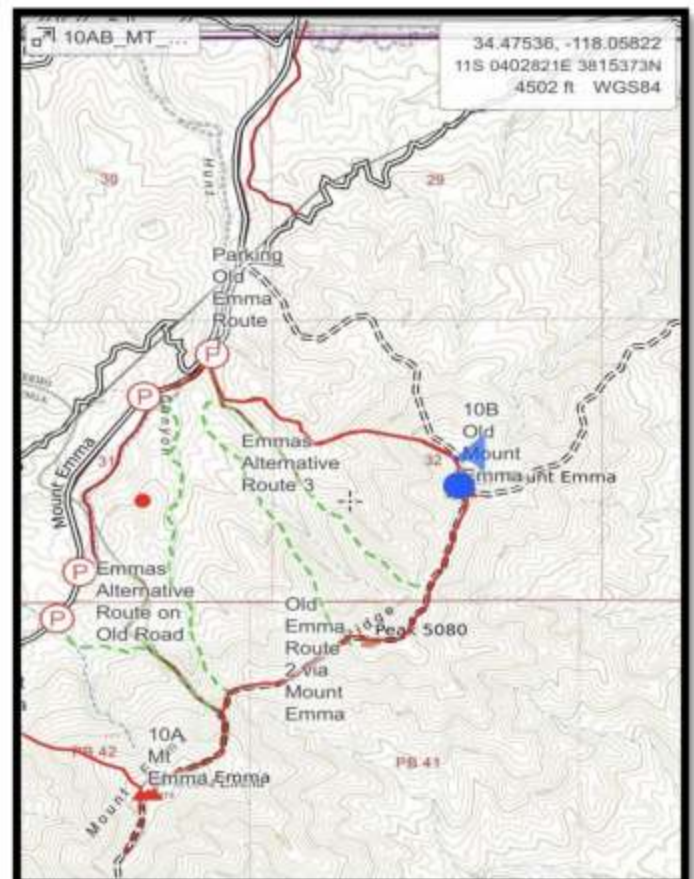 10AB_MT_...
34.47536, -118.05822
11S 0402821E 3815373N
4502 ft WGS84
30
Hunt
29
Parking
Old
Emma
Route
P
P
Canyon
Mount Emma
31
Emmas
Alternative
Route 3
10B
Old
Mount
Emma
unt Emma
32
P
P
Emmas
Alternative
Route on
Old Road
Old
Emma
Route
2 via
Mount
Emma
Peak 5080
10A
Mt
Emma
Emma
PB 42
PB 41
Mount